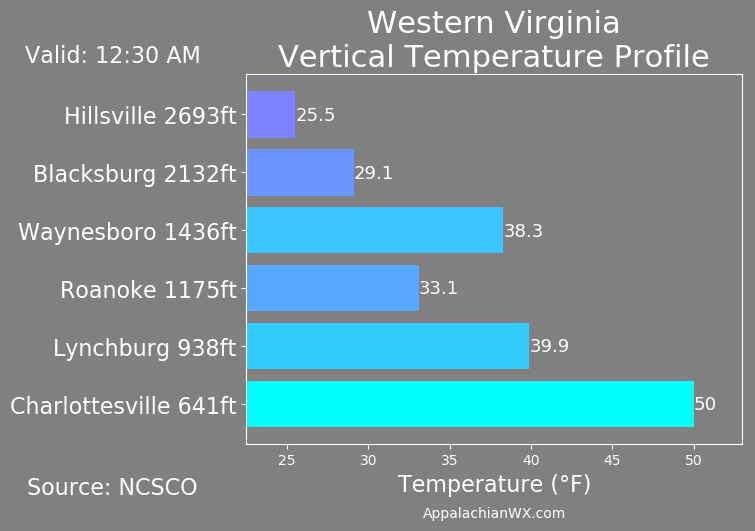 Western Virginia
Vertical Temperature Profile
Valid: 12:30 AM
Hillsville 2693ft 25.5
Blacksburg 2132ft 29.1
Waynesboro 1436ft 38.3
Roanoke 1175ft 33.1
Lynchburg 938ft 39.9
Charlottesville 641ft 50
25 30 35 40 45 50
Temperature (°F)
Source: NCSCO
AppalachianWX.com